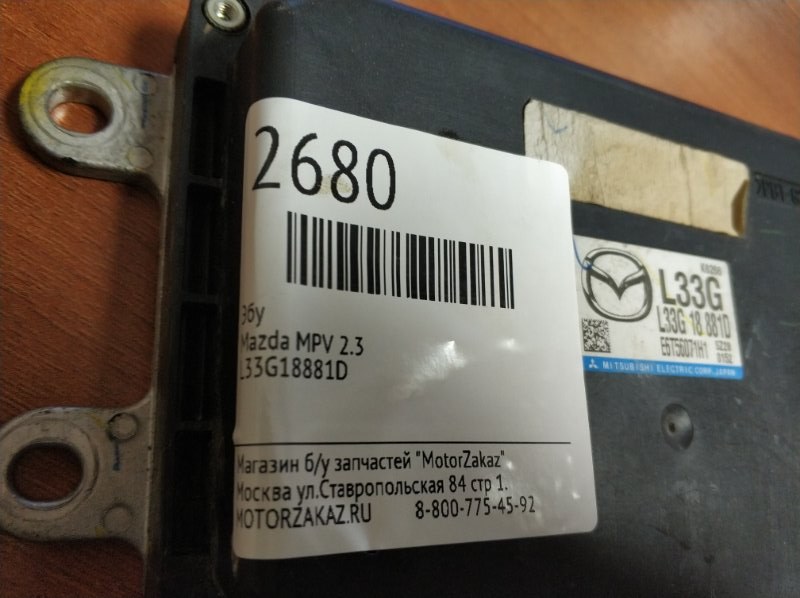 2680
Эбу
Mazda MPV 2.3
L33G18881D
Магазин б/у запчастей "MotorZakaz"
Москва ул.Ставропольская 84 стр 1.
MOTORZAKAZ.RU 8-800-775-45-92
L33G
L33G 18 881D
E6T56071H1
MITSUBISHI ELECTRIC CORP. JAPAN